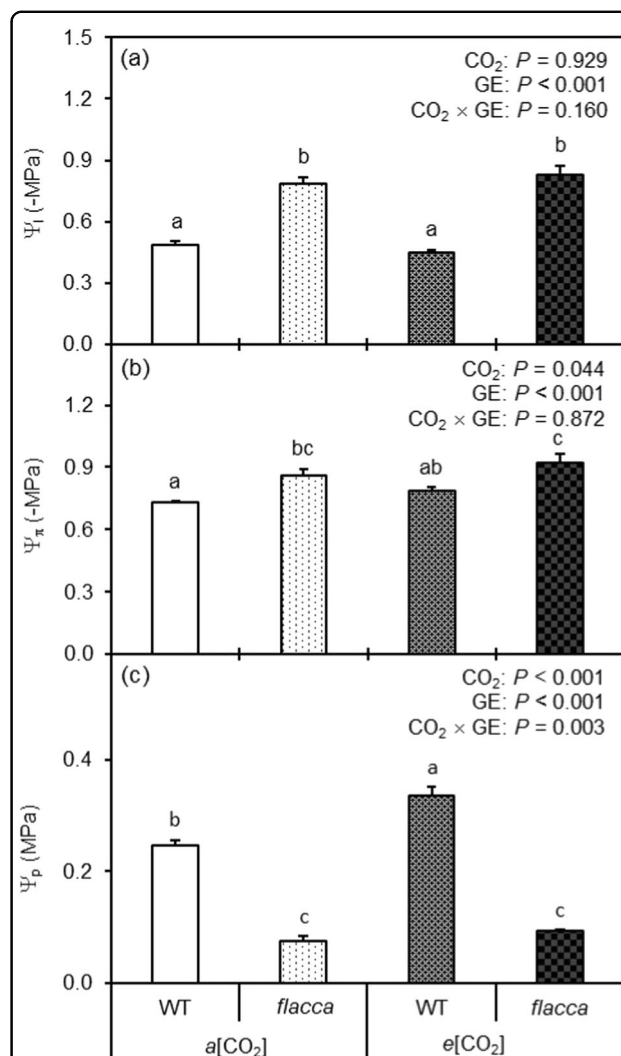 (a)
CO₂: P = 0.929
GE: P < 0.001
CO₂ × GE: P = 0.160
Ψl (-MPa)
1.5
1.2
0.9
0.6
0.3
0.0
a
b
a
b
(b)
CO₂: P = 0.044
GE: P < 0.001
CO₂ × GE: P = 0.872
Ψπ (-MPa)
1.2
0.9
0.6
0.3
0.0
a
bc
ab
c
(c)
CO₂: P < 0.001
GE: P < 0.001
CO₂ × GE: P = 0.003
Ψp (MPa)
0.4
0.2
0.0
b
c
a
c
WT flacca WT flacca
a[CO₂] e[CO₂]